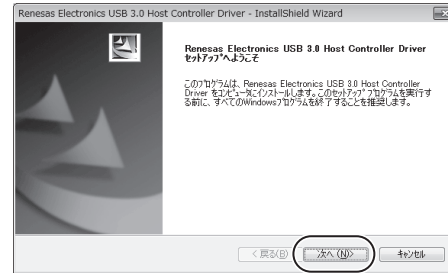 Renesas Electronics USB 3.0 Host Controller Driver - InstallShield Wizard
Renesas Electronics USB 3.0 Host Controller Driver
セットアップへようこそ
このプログラムは、Renesas Electronics USB 3.0 Host Controller
Driver をコンピュータにインストールします。このセットアップ プログラムを実行す
る前に、すべてのWindowsプログラムを終了することを推奨します。
< 戻る(B) 次へ (N)> キャンセル